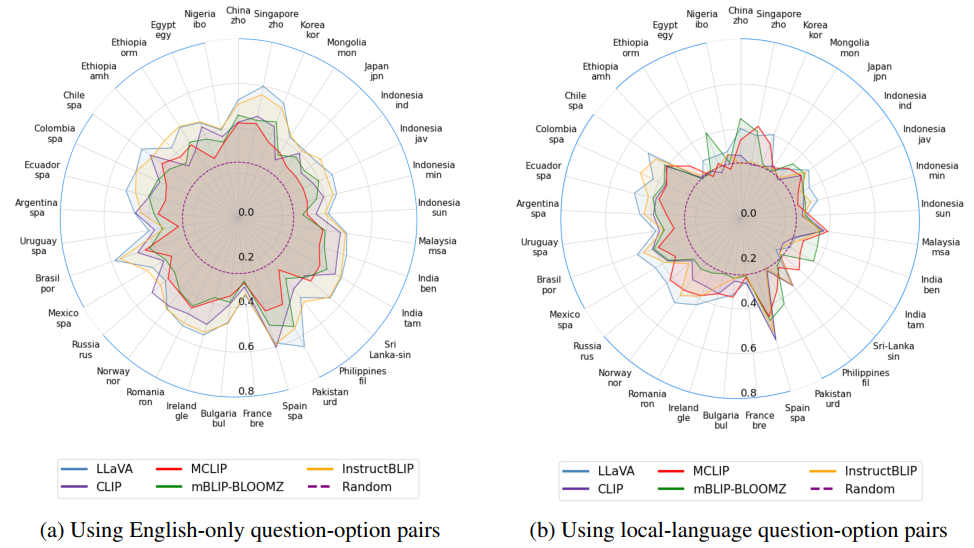 China
zho
Singapore
zho
Korea
kor
Mongolia
mon
Japan
jpn
Indonesia
ind
Indonesia
jav
Indonesia
min
Indonesia
sun
Malaysia
msa
India
ben
India
tam
Sri
Lanka-sin
Philippines
fil
Pakistan
urd
Spain
spa
France
bre
Bulgaria
bul
Ireland
gle
Romania
ron
Norway
nor
Russia
rus
Mexico
spa
Brasil
por
Uruguay
spa
Argentina
spa
Ecuador
spa
Colombia
spa
Chile
spa
Ethiopia
amh
Ethiopia
orm
Egypt
egy
Nigeria
ibo
0.0
0.2
0.4
0.6
0.8
LLaVA
CLIP
MCLIP
mBLIP-BLOOMZ
InstructBLIP
Random
(a) Using English-only question-option pairs
China
zho
Singapore
zho
Korea
kor
Mongolia
mon
Japan
jpn
Indonesia
ind
Indonesia
jav
Indonesia
min
Indonesia
sun
Malaysia
msa
India
ben
India
tam
Sri-Lanka
sin
Philippines
fil
Pakistan
urd
Spain
spa
France
bre
Bulgaria
bul
Ireland
gle
Romania
ron
Norway
nor
Russia
rus
Mexico
spa
Brasil
por
Uruguay
spa
Argentina
spa
Ecuador
spa
Colombia
spa
Chile
spa
Ethiopia
amh
Ethiopia
orm
Egypt
egy
Nigeria
ibo
0.0
0.2
0.4
0.6
0.8
LLaVA
CLIP
MCLIP
mBLIP-BLOOMZ
InstructBLIP
Random
(b) Using local-language question-option pairs